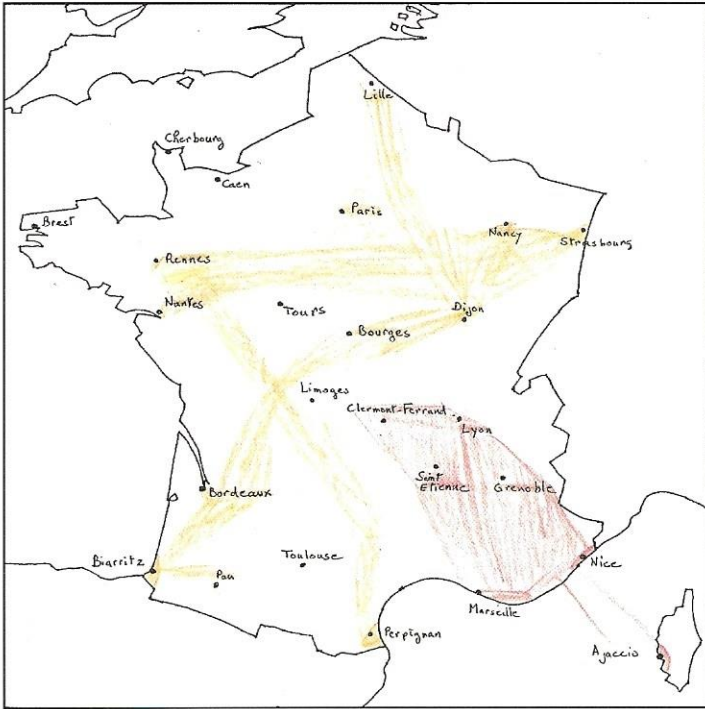 Lille
Cherbourg
Caen
Paris
Brest
Nancy
Strasbourg
Rennes
Nantes
Tours
Dijon
Bourges
Limoges
Clermont-Ferrand
Lyon
Saint
Etienne
Grenoble
Bordeaux
Biarritz
Toulouse
Nice
Pau
Marseille
Perpignan
Ajaccio